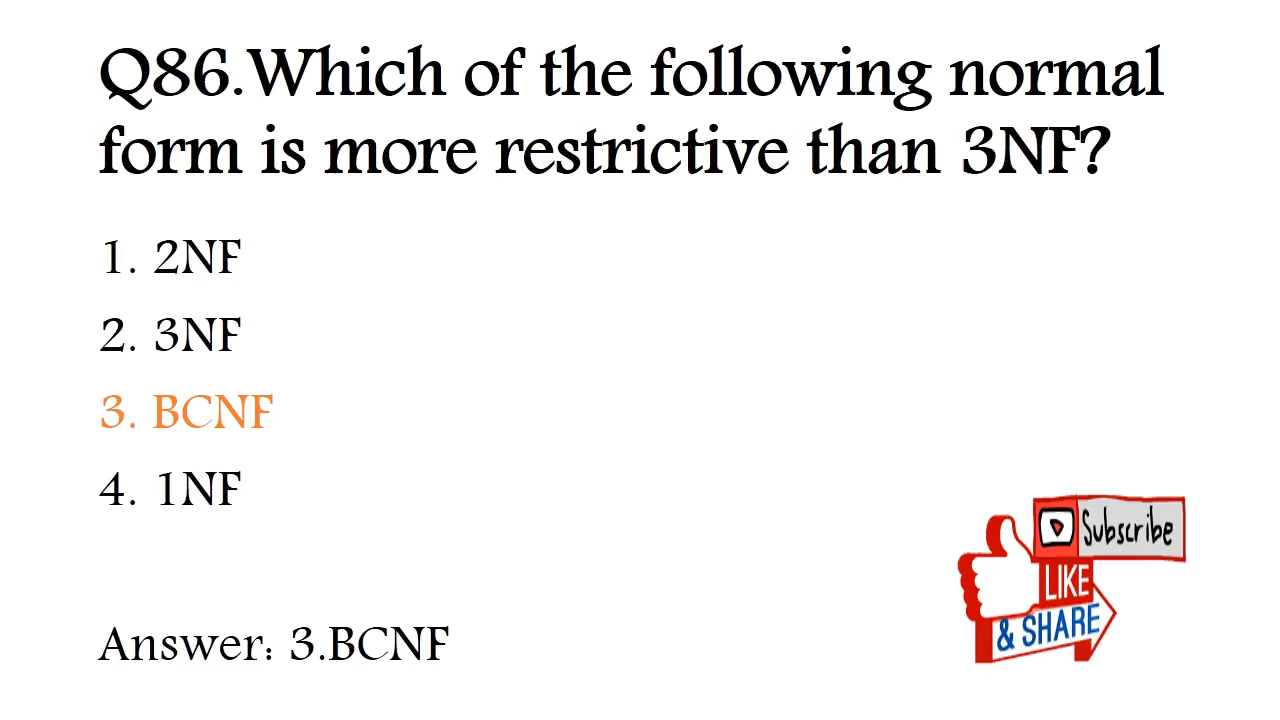 Q86.Which of the following normal
form is more restrictive than 3NF?
1. 2NF
2. 3NF
3. BCNF
4. 1NF
Subscribe
LIKE
& SHARE
Answer: 3.BCNF